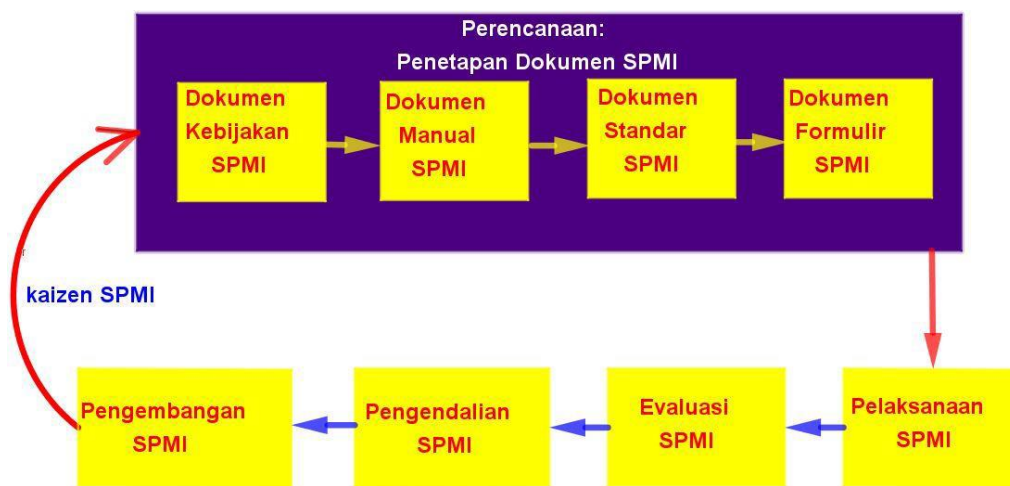 Perencanaan:
Penetapan Dokumen SPMI
Dokumen
Kebijakan
SPMI
Dokumen
Manual
SPMI
Dokumen
Standar
SPMI
Dokumen
Formulir
SPMI
kaizen SPMI
Pengembangan
SPMI
Pengendalian
SPMI
Evaluasi
SPMI
Pelaksanaan
SPMI